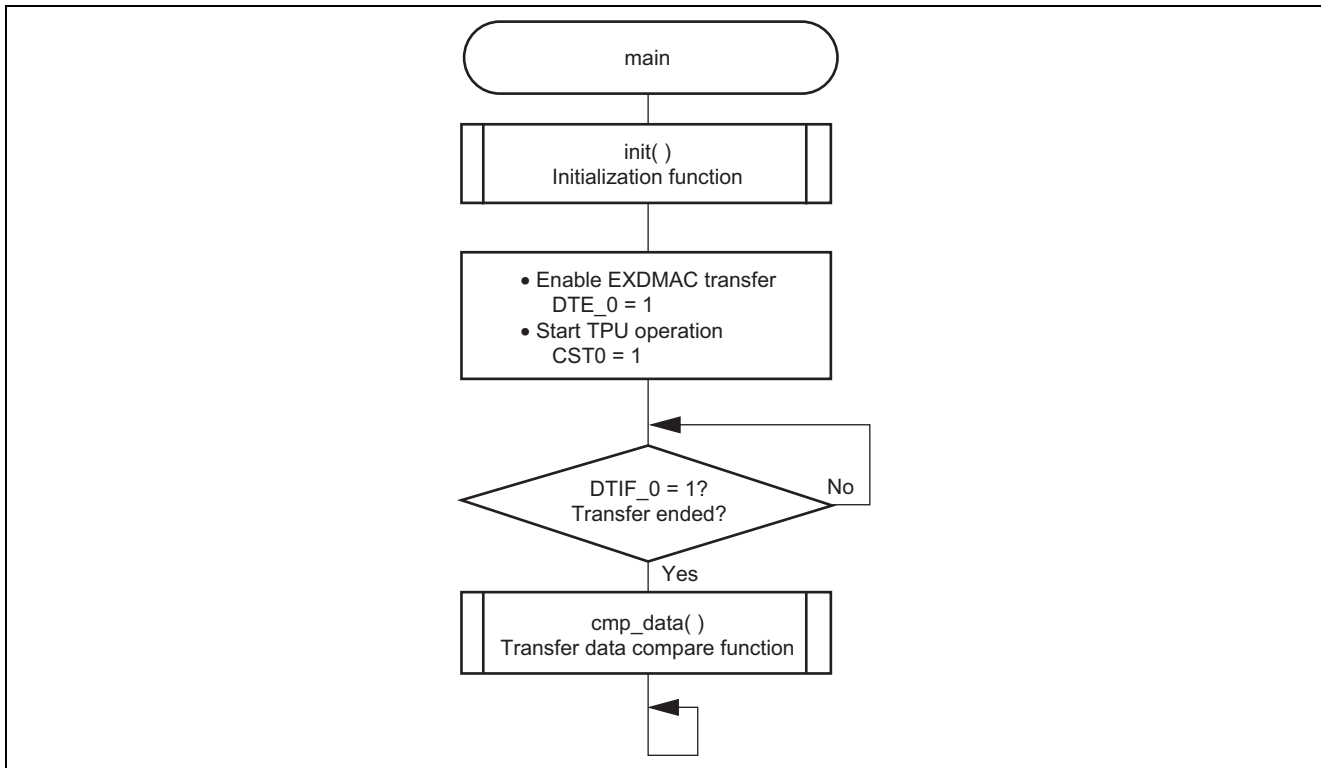 main
init( )
Initialization function
• Enable EXDMAC transfer
DTE_0 = 1
• Start TPU operation
CST0 = 1
DTIF_0 = 1?
Transfer ended?
No
Yes
cmp_data( )
Transfer data compare function